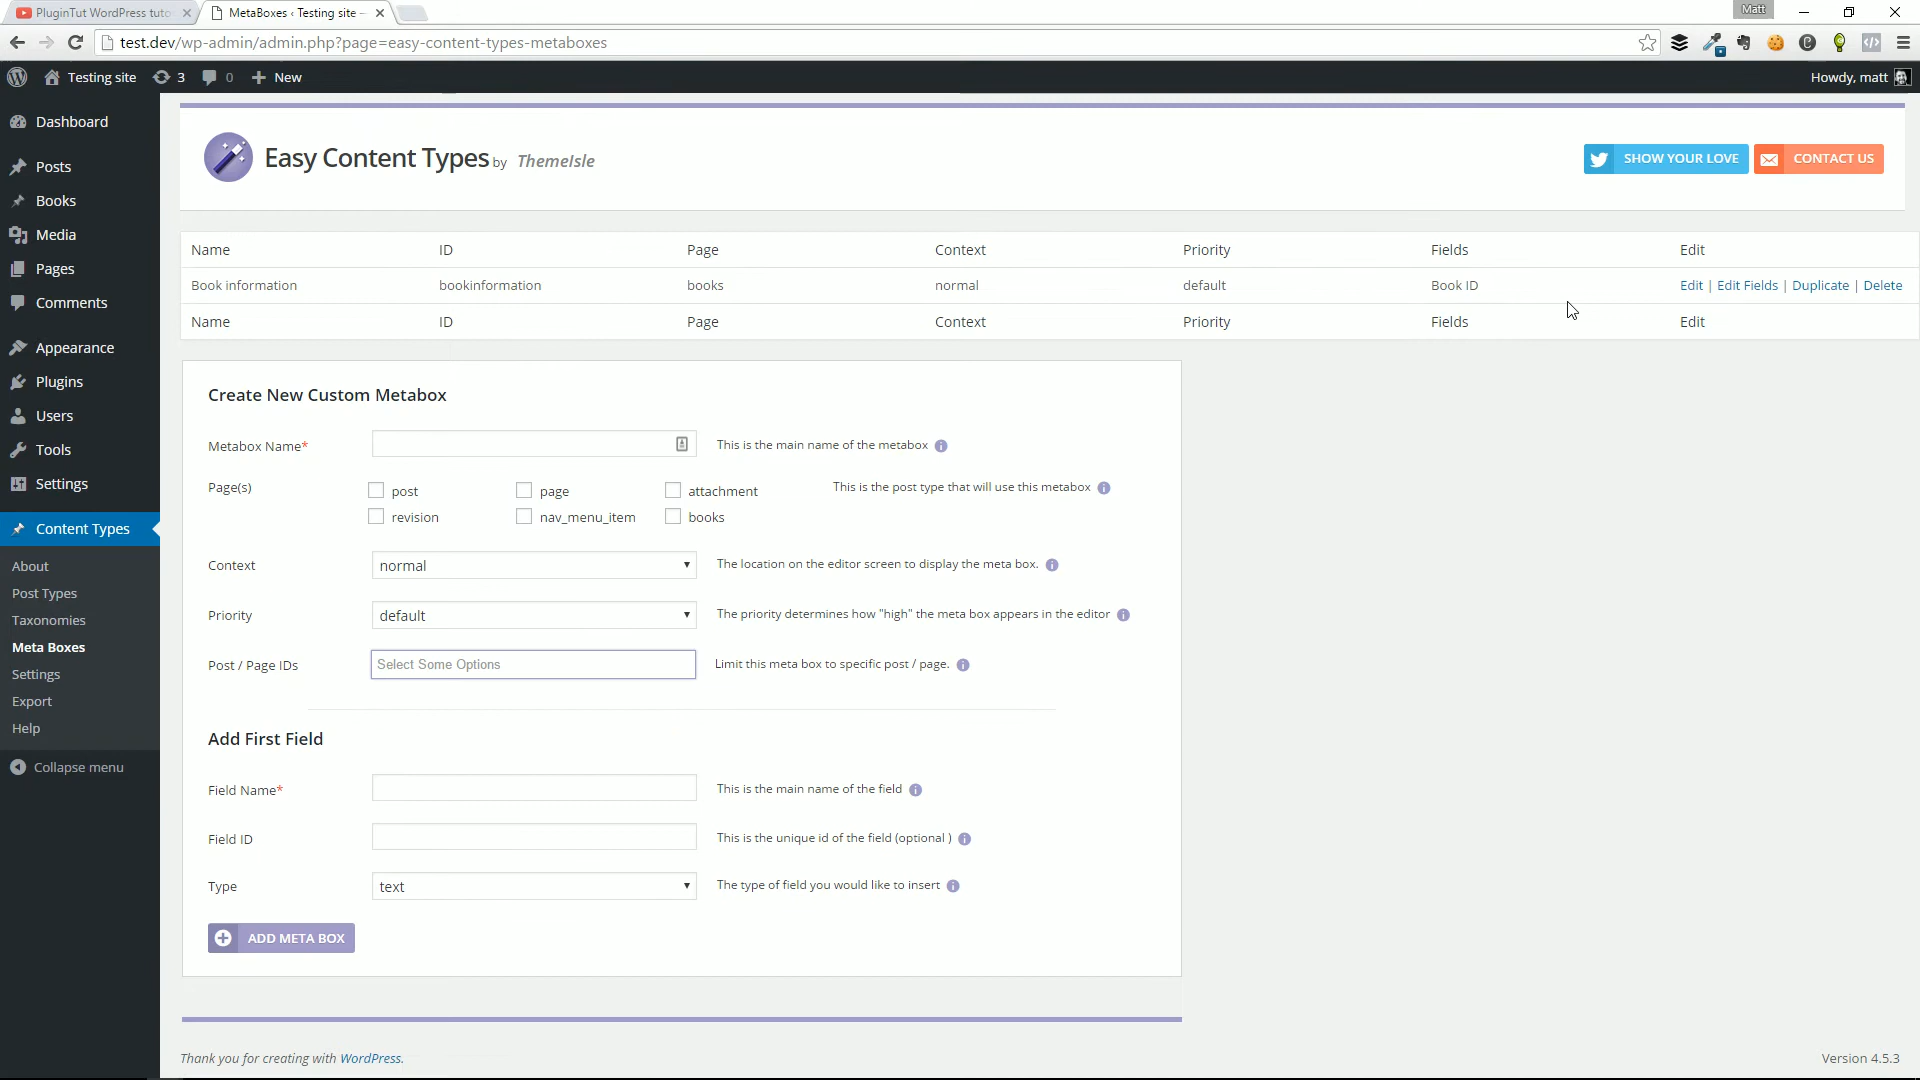 PluginTut WordPress tuto
MetaBoxes ‹ Testing site –
Matt
test.dev/wp-admin/admin.php?page=easy-content-types-metaboxes
Testing site 3 0 New
Howdy, matt
Dashboard
Posts
Books
Media
Pages
Comments
Appearance
Plugins
Users
Tools
Settings
Content Types
About
Post Types
Taxonomies
Meta Boxes
Settings
Export
Help
Collapse menu
Easy Content Types by ThemeIsle
SHOW YOUR LOVE
CONTACT US
Name ID Page Context Priority Fields Edit
Book information bookinformation books normal default Book ID Edit | Edit Fields | Duplicate | Delete
Name ID Page Context Priority Fields Edit
Create New Custom Metabox
Metabox Name* This is the main name of the metabox
Page(s) post page attachment This is the post type that will use this metabox
revision nav_menu_item books
Context normal The location on the editor screen to display the meta box.
Priority default The priority determines how "high" the meta box appears in the editor
Post / Page IDs Select Some Options Limit this meta box to specific post / page.
Add First Field
Field Name* This is the main name of the field
Field ID This is the unique id of the field (optional )
Type text The type of field you would like to insert
ADD META BOX
Thank you for creating with WordPress.
Version 4.5.3